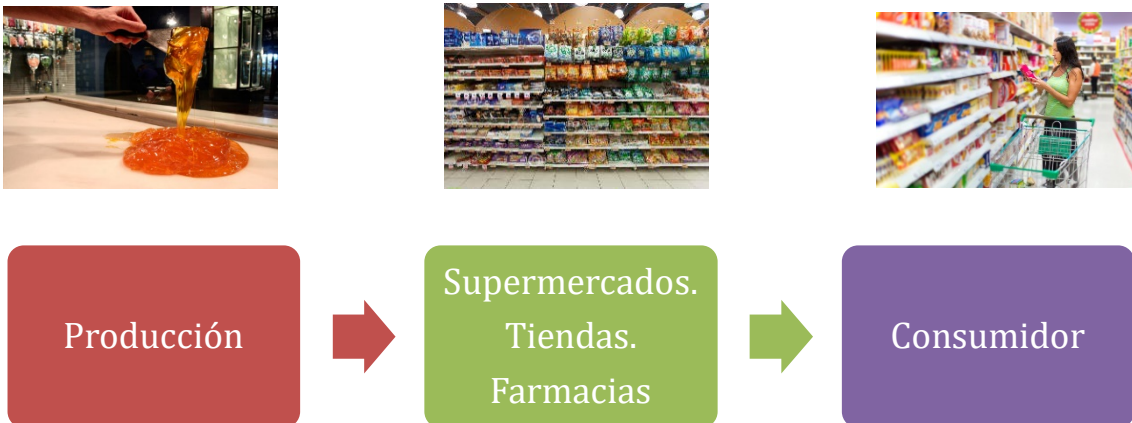 Producción
Supermercados.
Tiendas.
Farmacias
Consumidor